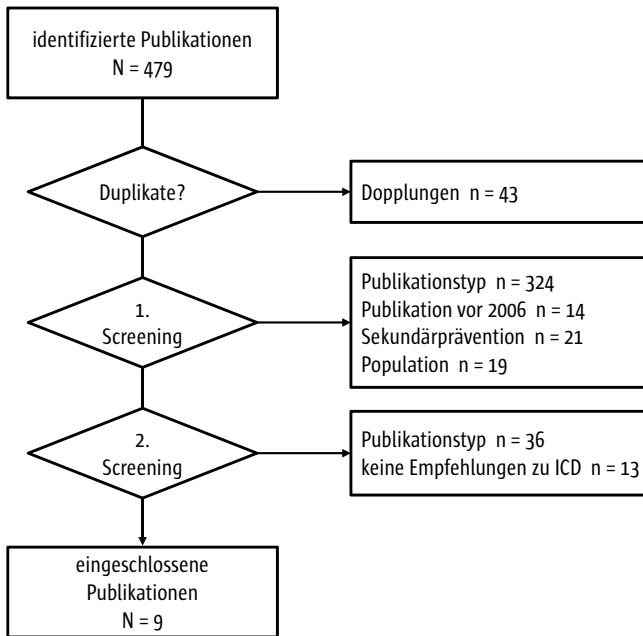 identifizierte Publikationen
N = 479
Duplikate?
Dopplungen n = 43
1.
Screening
Publikationstyp n = 324
Publikation vor 2006 n = 14
Sekundärprävention n = 21
Population n = 19
2.
Screening
Publikationstyp n = 36
keine Empfehlungen zu ICD n = 13
eingeschlossene
Publikationen
N = 9